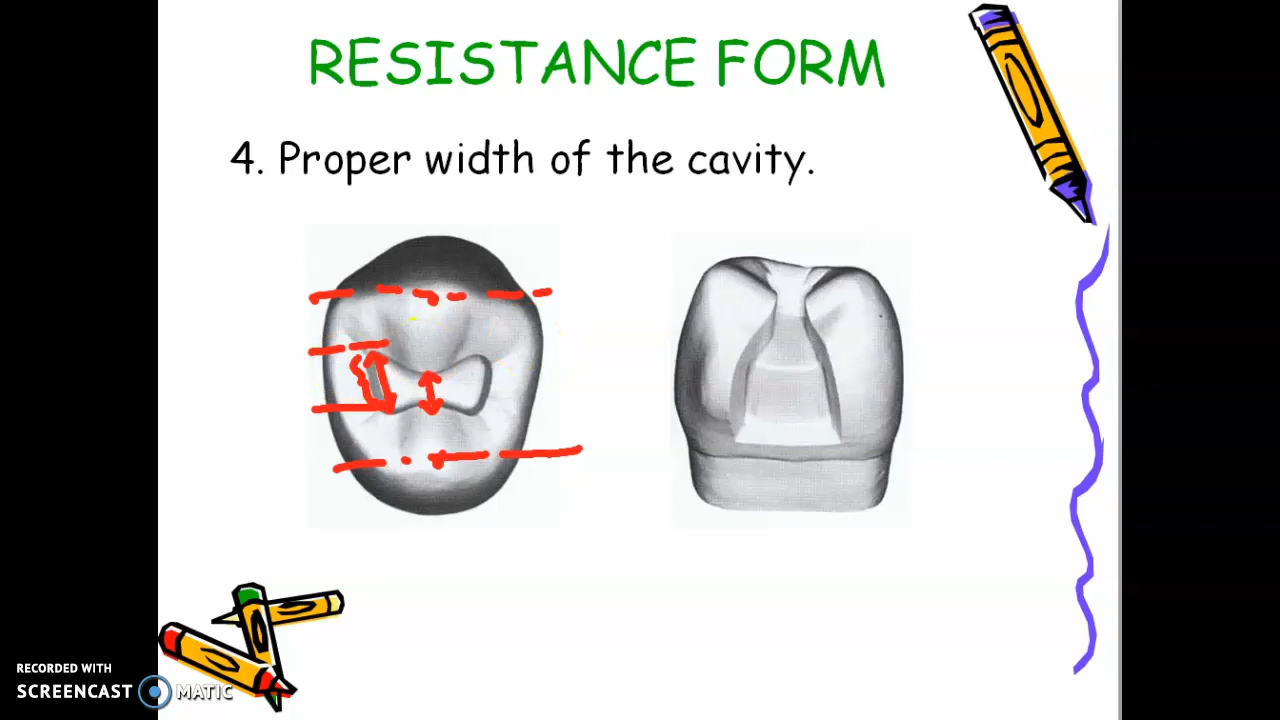 RESISTANCE FORM
4. Proper width of the cavity.
RECORDED WITH
SCREENCAST MATIC